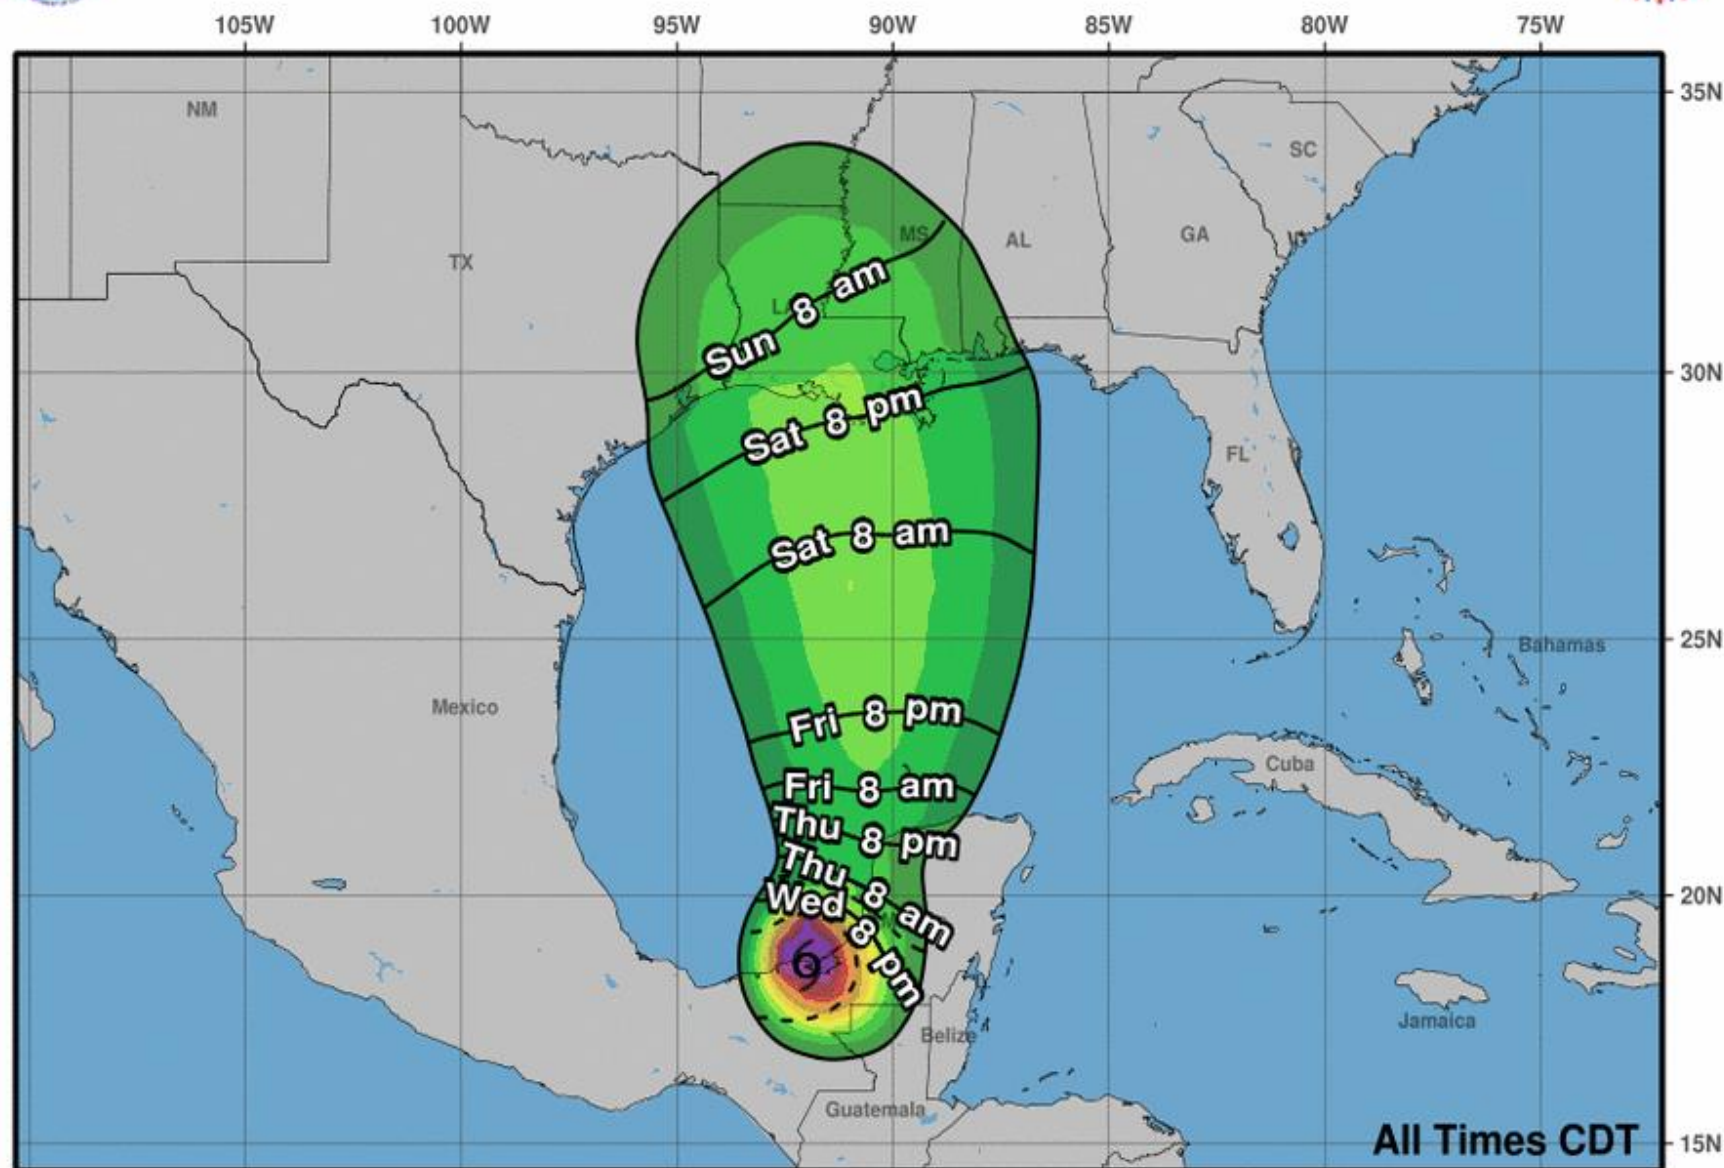 105W 100W 95W 90W 85W 80W 75W
35N
NM
SC
MS
AL
GA
TX
Sun 8 am
LA
30N
Sat 8 pm
FL
Sat 8 am
25N
Bahamas
Mexico
Fri 8 pm
Cuba
Fri 8 am
Thu 8 pm
Thu 8 am
20N
Wed 8 pm
Jamaica
Belize
Guatemala
All Times CDT
15N